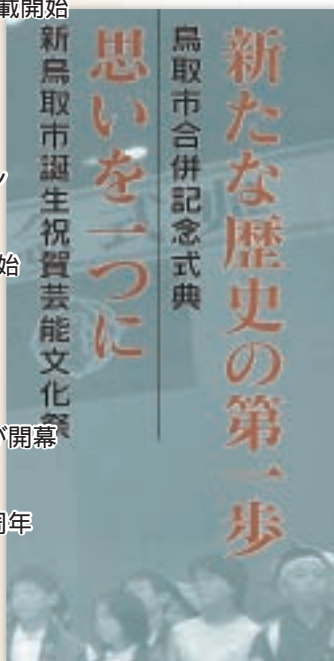 新たな歴史の第一歩
鳥取市合併記念式典
思いを一つに
新鳥取市誕生祝賀芸能文化祭
載開始
始
が開幕
周年